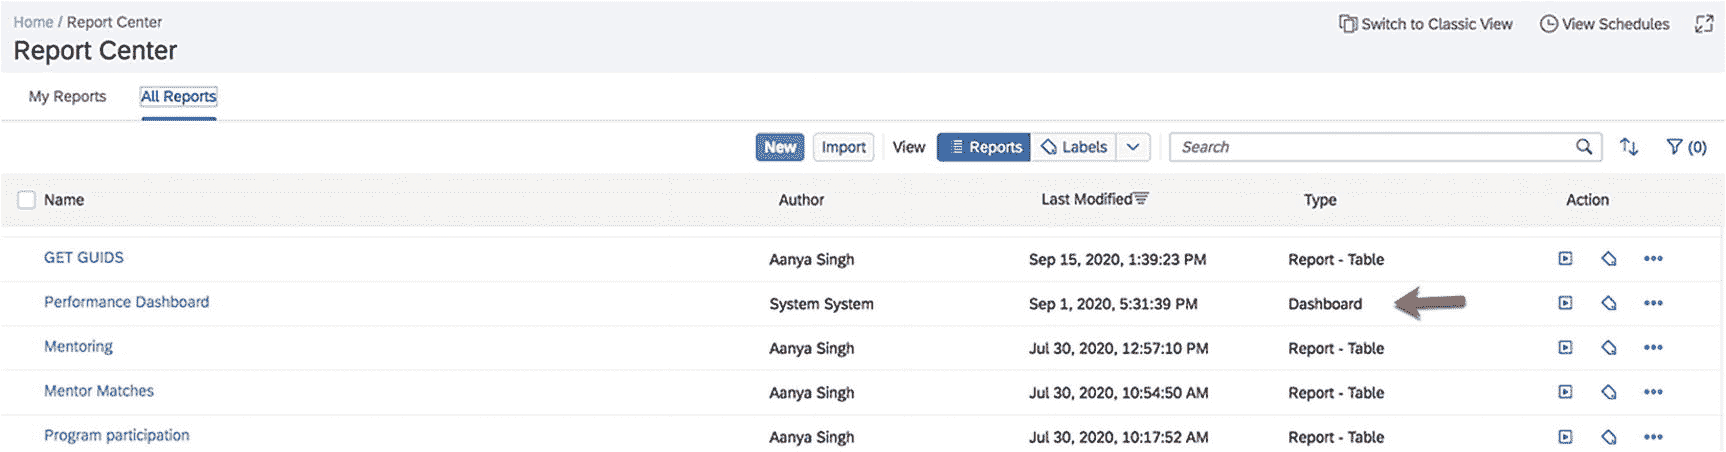 Home / Report Center
Switch to Classic View
View Schedules
Report Center
My Reports
All Reports
New
Import
View
Reports
Labels
Search
(0)
Name Author Last Modified Type Action
GET GUIDS Aanya Singh Sep 15, 2020, 1:39:23 PM Report - Table
Performance Dashboard System System Sep 1, 2020, 5:31:39 PM Dashboard
Mentoring Aanya Singh Jul 30, 2020, 12:57:10 PM Report - Table
Mentor Matches Aanya Singh Jul 30, 2020, 10:54:50 AM Report - Table
Program participation Aanya Singh Jul 30, 2020, 10:17:52 AM Report - Table